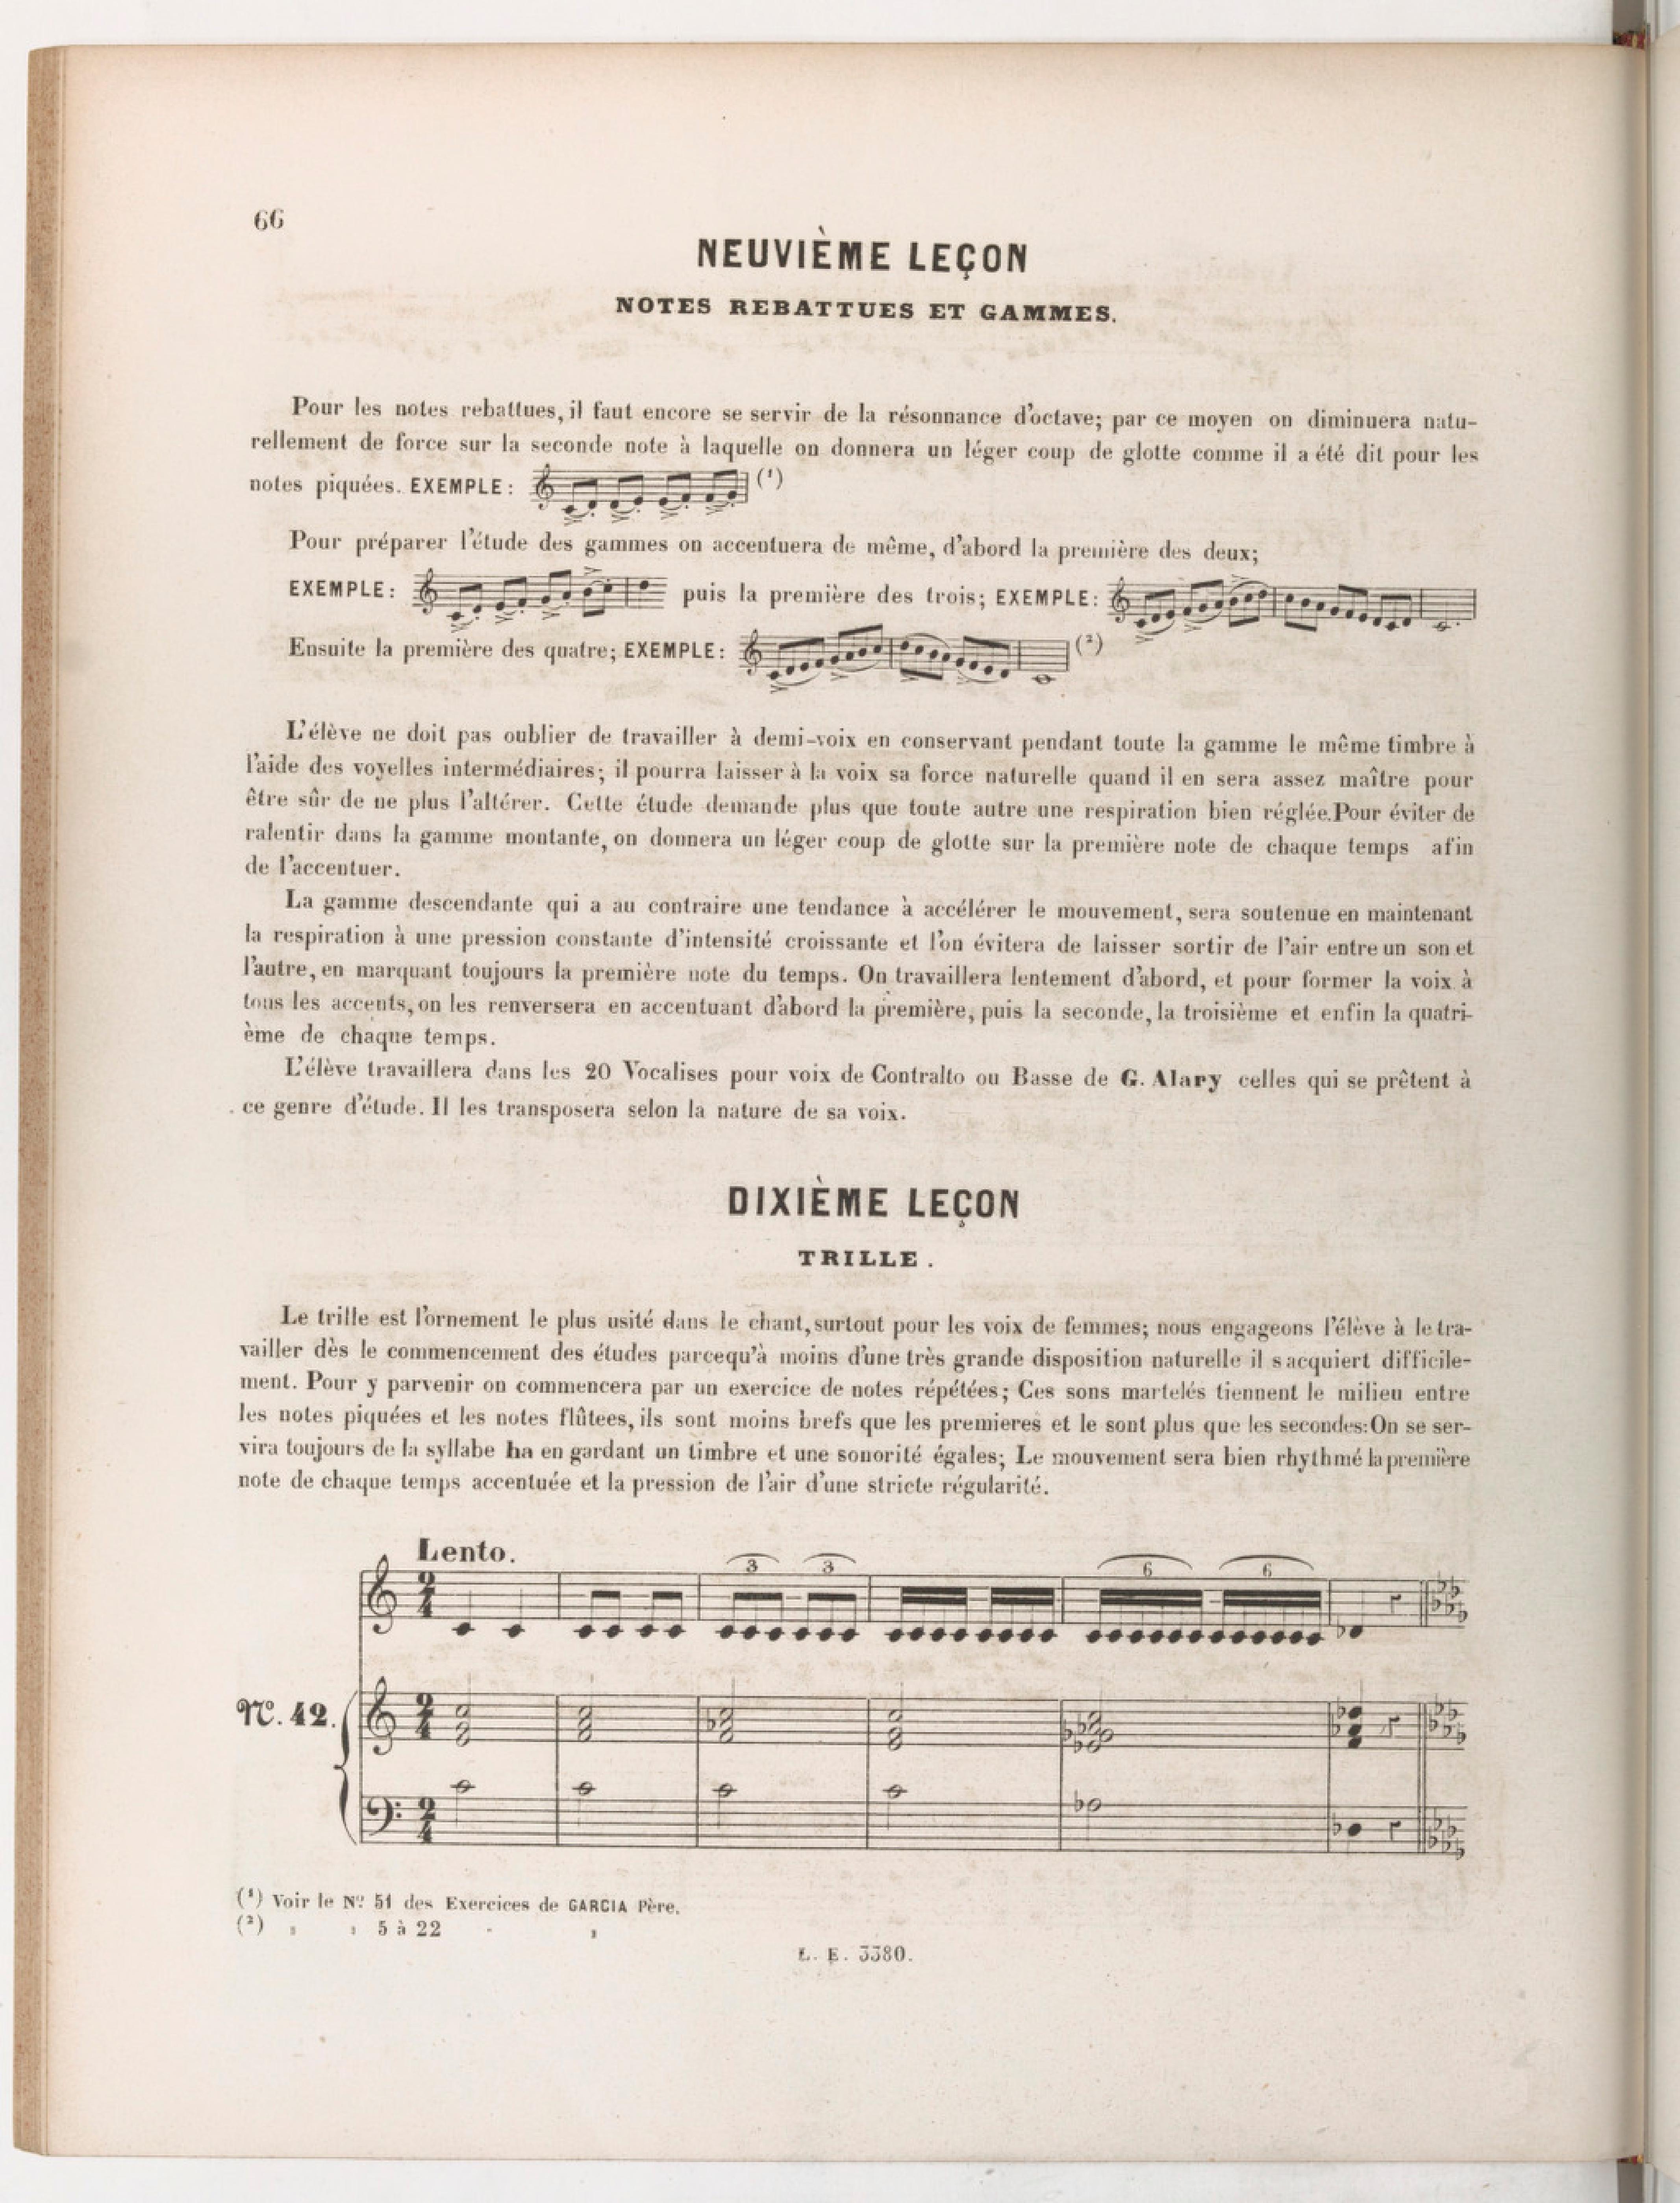 66
NEUVIÈME LEÇON
NOTES REBATTUES ET GAMMES.
Pour les notes rebattues, il faut encore se servir de la résonnance d'octave; par ce moyen on diminuera natu-
rellement de force sur la seconde note à laquelle on donnera un léger coup de glotte comme il a été dit pour les
notes piquées. EXEMPLE: (1)
Pour préparer l'étude des gammes on accentuera de même, d'abord la première des deux;
EXEMPLE: puis la première des trois; EXEMPLE:
Ensuite la première des quatre; EXEMPLE: (2)
L'élève ne doit pas oublier de travailler à demi-voix en conservant pendant toute la gamme le même timbre à
l'aide des voyelles intermédiaires; il pourra laisser à la voix sa force naturelle quand il en sera assez maître pour
être sûr de ne plus l'altérer. Cette étude demande plus que toute autre une respiration bien réglée.Pour éviter de
ralentir dans la gamme montante, on donnera un léger coup de glotte sur la première note de chaque temps afin
de l'accentuer.
La gamme descendante qui a au contraire une tendance à accélérer le mouvement, sera soutenue en maintenant
la respiration à une pression constante d'intensité croissante et l'on évitera de laisser sortir de l'air entre un son et
l'autre, en marquant toujours la première note du temps. On travaillera lentement d'abord, et pour former la voix à
tous les accents, on les renversera en accentuant d'abord la première, puis la seconde, la troisième et enfin la quatri-
ème de chaque temps.
L'élève travaillera dans les 20 Vocalises pour voix de Contralto ou Basse de G. Alary celles qui se prêtent à
ce genre d'étude. Il les transposera selon la nature de sa voix.
DIXIÈME LEÇON
TRILLE.
Le trille est l'ornement le plus usité dans le chant, surtout pour les voix de femmes; nous engageons l'élève à le tra-
vailler dès le commencement des études parcequ'à moins d'une très grande disposition naturelle il s'acquiert difficile-
ment. Pour y parvenir on commencera par un exercice de notes répétées; Ces sons martelés tiennent le milieu entre
les notes piquées et les notes flûtees, ils sont moins brefs que les premieres et le sont plus que les secondes: On se ser-
vira toujours de la syllabe ha en gardant un timbre et une sonorité égales; Le mouvement sera bien rhythmé la première
note de chaque temps accentuée et la pression de l'air d'une stricte régularité.
Lento.
3 3 6 6
No. 42.
(1) Voir le No. 51 des Exercices de GARCIA Père.
(2) " " 5 à 22 " "
L. E. 3380.